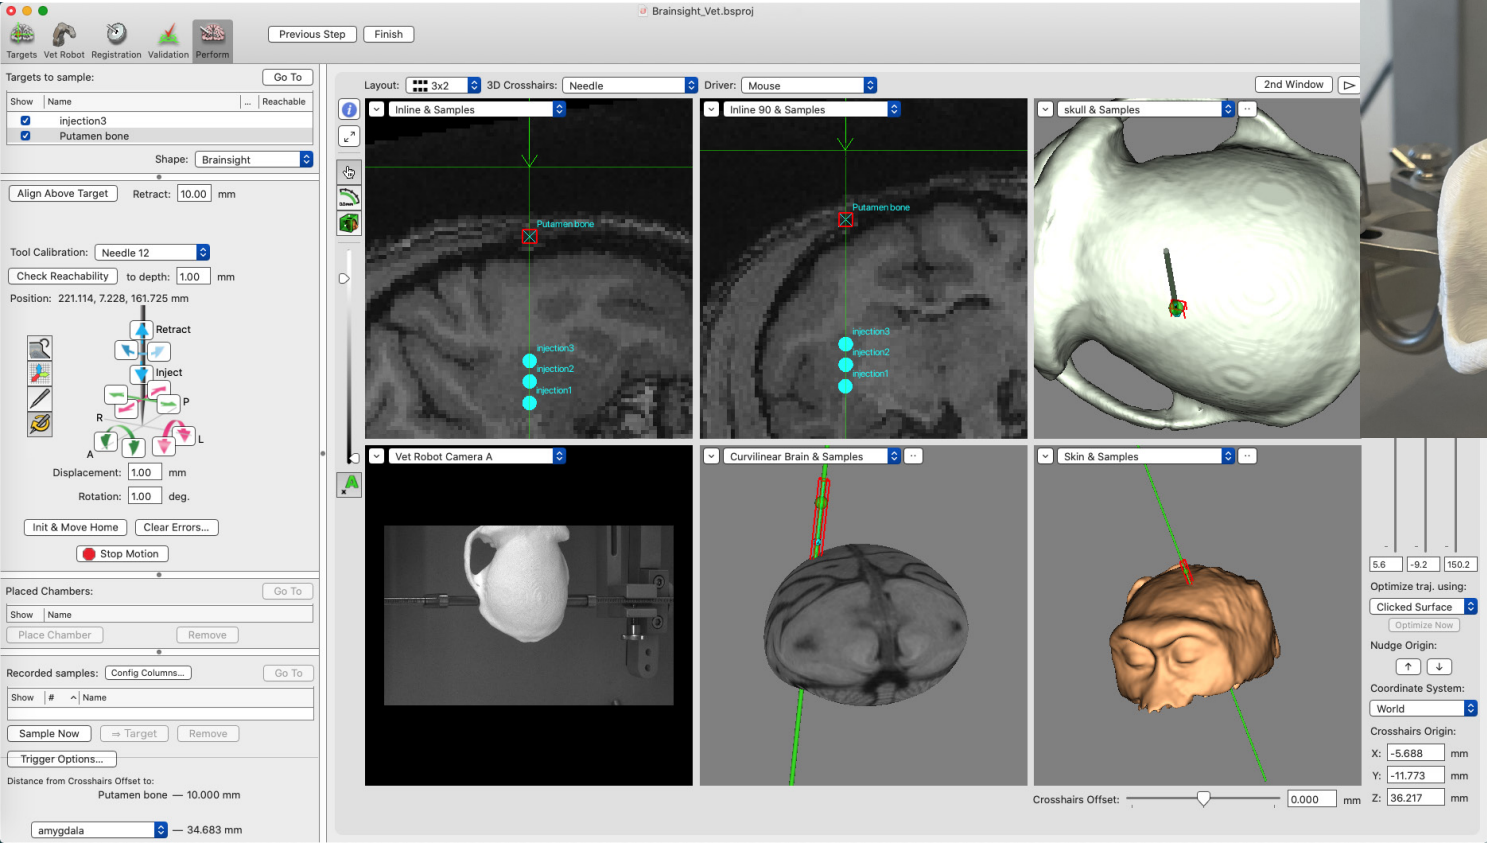 Brainsight_Vet.bsproj
Targets Vet Robot Registration Validation Perform
Previous Step Finish
Targets to sample: Go To
Show Name ... Reachable
injection3
Putamen bone
Shape: Brainsight
Align Above Target Retract: 10.00 mm
Tool Calibration: Needle 12
Check Reachability to depth: 1.00 mm
Position: 221.114, 7.228, 161.725 mm
Retract
Inject
P
R
L
A
Displacement: 1.00 mm
Rotation: 1.00 deg.
Init & Move Home Clear Errors...
Stop Motion
Placed Chambers: Go To
Show Name
Place Chamber Remove
Recorded samples: Config Columns... Go To
Show # Name
Sample Now ⇒ Target Remove
Trigger Options...
Distance from Crosshairs Offset to:
Putamen bone — 10.000 mm
amygdala — 34.683 mm
Layout: 3x2 3D Crosshairs: Needle Driver: Mouse 2nd Window
Inline & Samples
Putamen bone
injection3
injection2
injection1
Inline 90 & Samples
Putamen bone
injection3
injection2
injection1
skull & Samples ··
Vet Robot Camera A
Curvilinear Brain & Samples ··
Skin & Samples ··
5.6 -9.2 150.2
Optimize traj. using:
Clicked Surface
Optimize Now
Nudge Origin:
Coordinate System:
World
Crosshairs Origin:
X: -5.688 mm
Y: -11.773 mm
Z: 36.217 mm
Crosshairs Offset: 0.000 mm